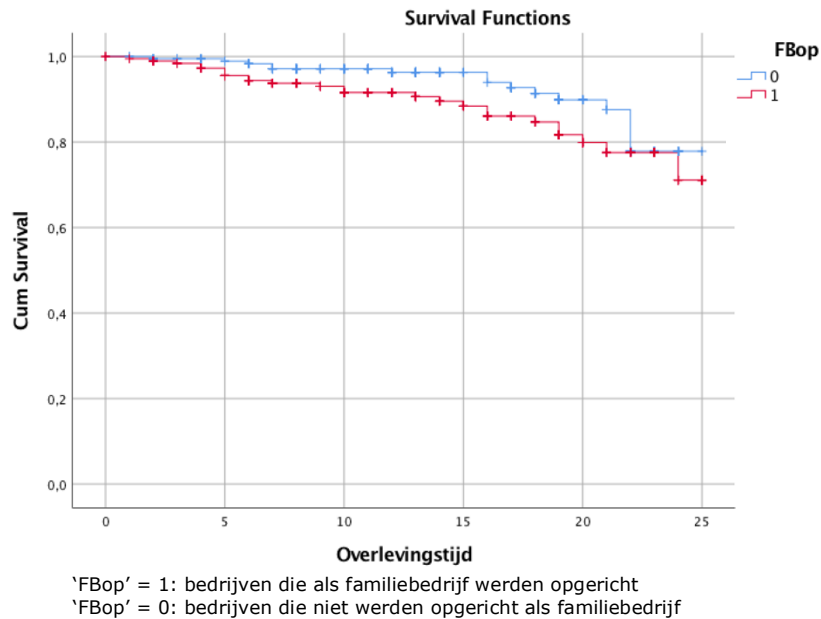 Survival Functions
FBop
0
1
Cum Survival
1,0
0,8
0,6
0,4
0,2
0,0
0 5 10 15 20 25
Overlevingstijd
‘FBop’ = 1: bedrijven die als familiebedrijf werden opgericht
‘FBop’ = 0: bedrijven die niet werden opgericht als familiebedrijf